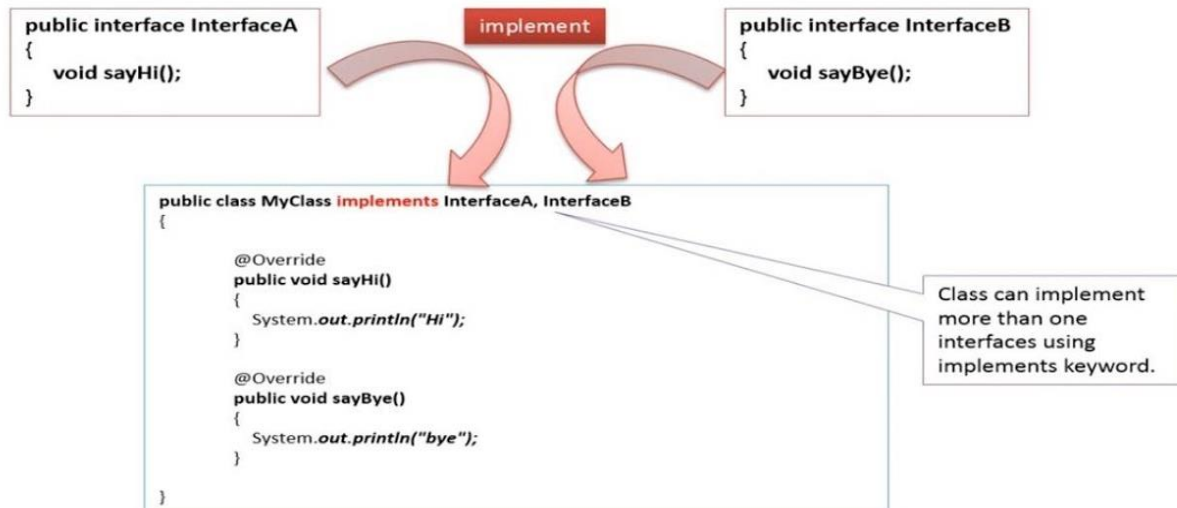 public interface InterfaceA
{
void sayHi();
}
implement
public interface InterfaceB
{
void sayBye();
}
public class MyClass implements InterfaceA, InterfaceB
{
@Override
public void sayHi()
{
System.out.println("Hi");
}
@Override
public void sayBye()
{
System.out.println("bye");
}
}
Class can implement
more than one
interfaces using
implements keyword.